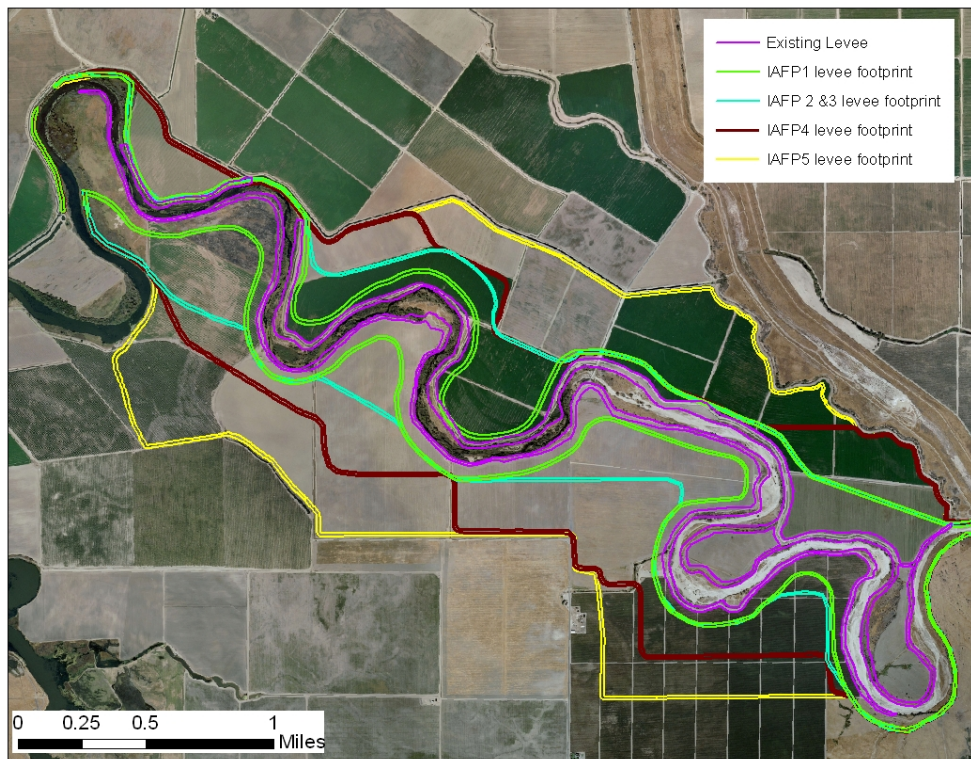 Existing Levee
IAFP1 levee footprint
IAFP 2 &3 levee footprint
IAFP4 levee footprint
IAFP5 levee footprint
0 0.25 0.5 1
Miles